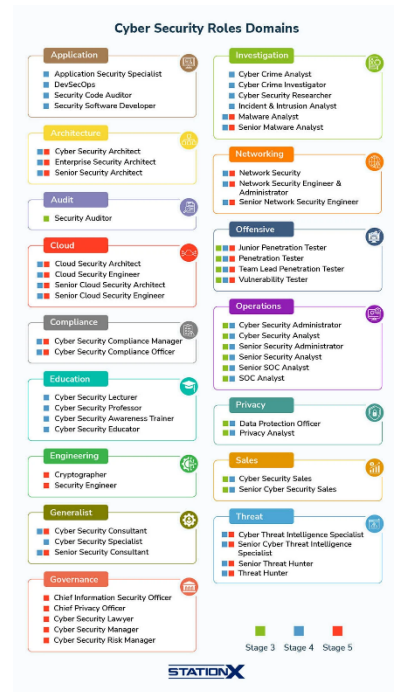 Cyber Security Roles Domains
Application
Application Security Specialist
DevSecOps
Security Code Auditor
Security Software Developer
Architecture
Cyber Security Architect
Enterprise Security Architect
Senior Security Architect
Audit
Security Auditor
Cloud
Cloud Security Architect
Cloud Security Engineer
Senior Cloud Security Architect
Senior Cloud Security Engineer
Compliance
Cyber Security Compliance Manager
Cyber Security Compliance Officer
Education
Cyber Security Lecturer
Cyber Security Professor
Cyber Security Awareness Trainer
Cyber Security Educator
Engineering
Cryptographer
Security Engineer
Generalist
Cyber Security Consultant
Cyber Security Specialist
Senior Security Consultant
Governance
Chief Information Security Officer
Chief Privacy Officer
Cyber Security Lawyer
Cyber Security Manager
Cyber Security Risk Manager
Investigation
Cyber Crime Analyst
Cyber Crime Investigator
Cyber Security Researcher
Incident & Intrusion Analyst
Malware Analyst
Senior Malware Analyst
Networking
Network Security
Network Security Engineer &
Administrator
Senior Network Security Engineer
Offensive
Junior Penetration Tester
Penetration Tester
Team Lead Penetration Tester
Vulnerability Tester
Operations
Cyber Security Administrator
Cyber Security Analyst
Senior Security Administrator
Senior Security Analyst
Senior SOC Analyst
SOC Analyst
Privacy
Data Protection Officer
Privacy Analyst
Sales
Cyber Security Sales
Senior Cyber Security Sales
Threat
Cyber Threat Intelligence Specialist
Senior Cyber Threat Intelligence
Specialist
Senior Threat Hunter
Threat Hunter
Stage 3 Stage 4 Stage 5
STATIONX